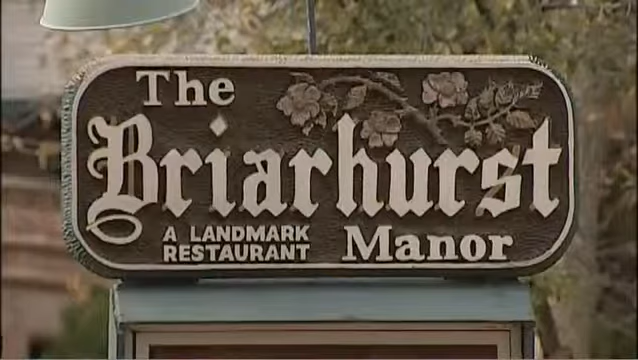 The
Briarhurst
A LANDMARK
RESTAURANT
Manor